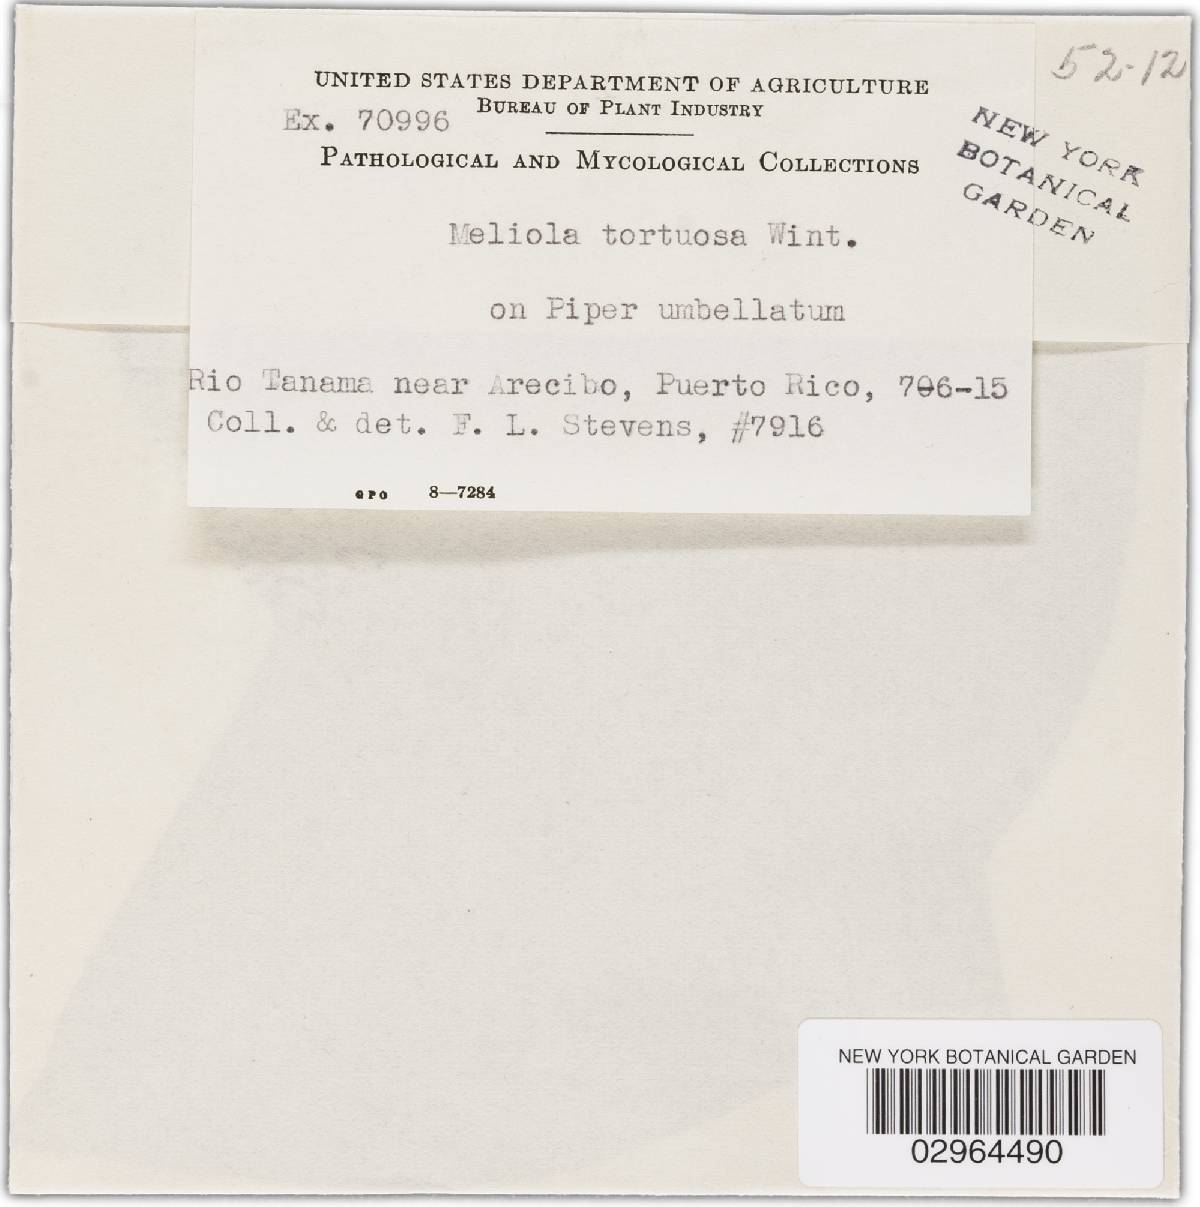 52-12
UNITED STATES DEPARTMENT OF AGRICULTURE
BUREAU OF PLANT INDUSTRY
Ex. 70996
PATHOLOGICAL AND MYCOLOGICAL COLLECTIONS
NEW YORK
BOTANICAL
GARDEN
Meliola tortuosa Wint.
on Piper umbellatum
Rio Tanama near Arecibo, Puerto Rico, 7-6-15
Coll. & det. F. L. Stevens, #7916
GPO 8—7284
NEW YORK BOTANICAL GARDEN
02964490